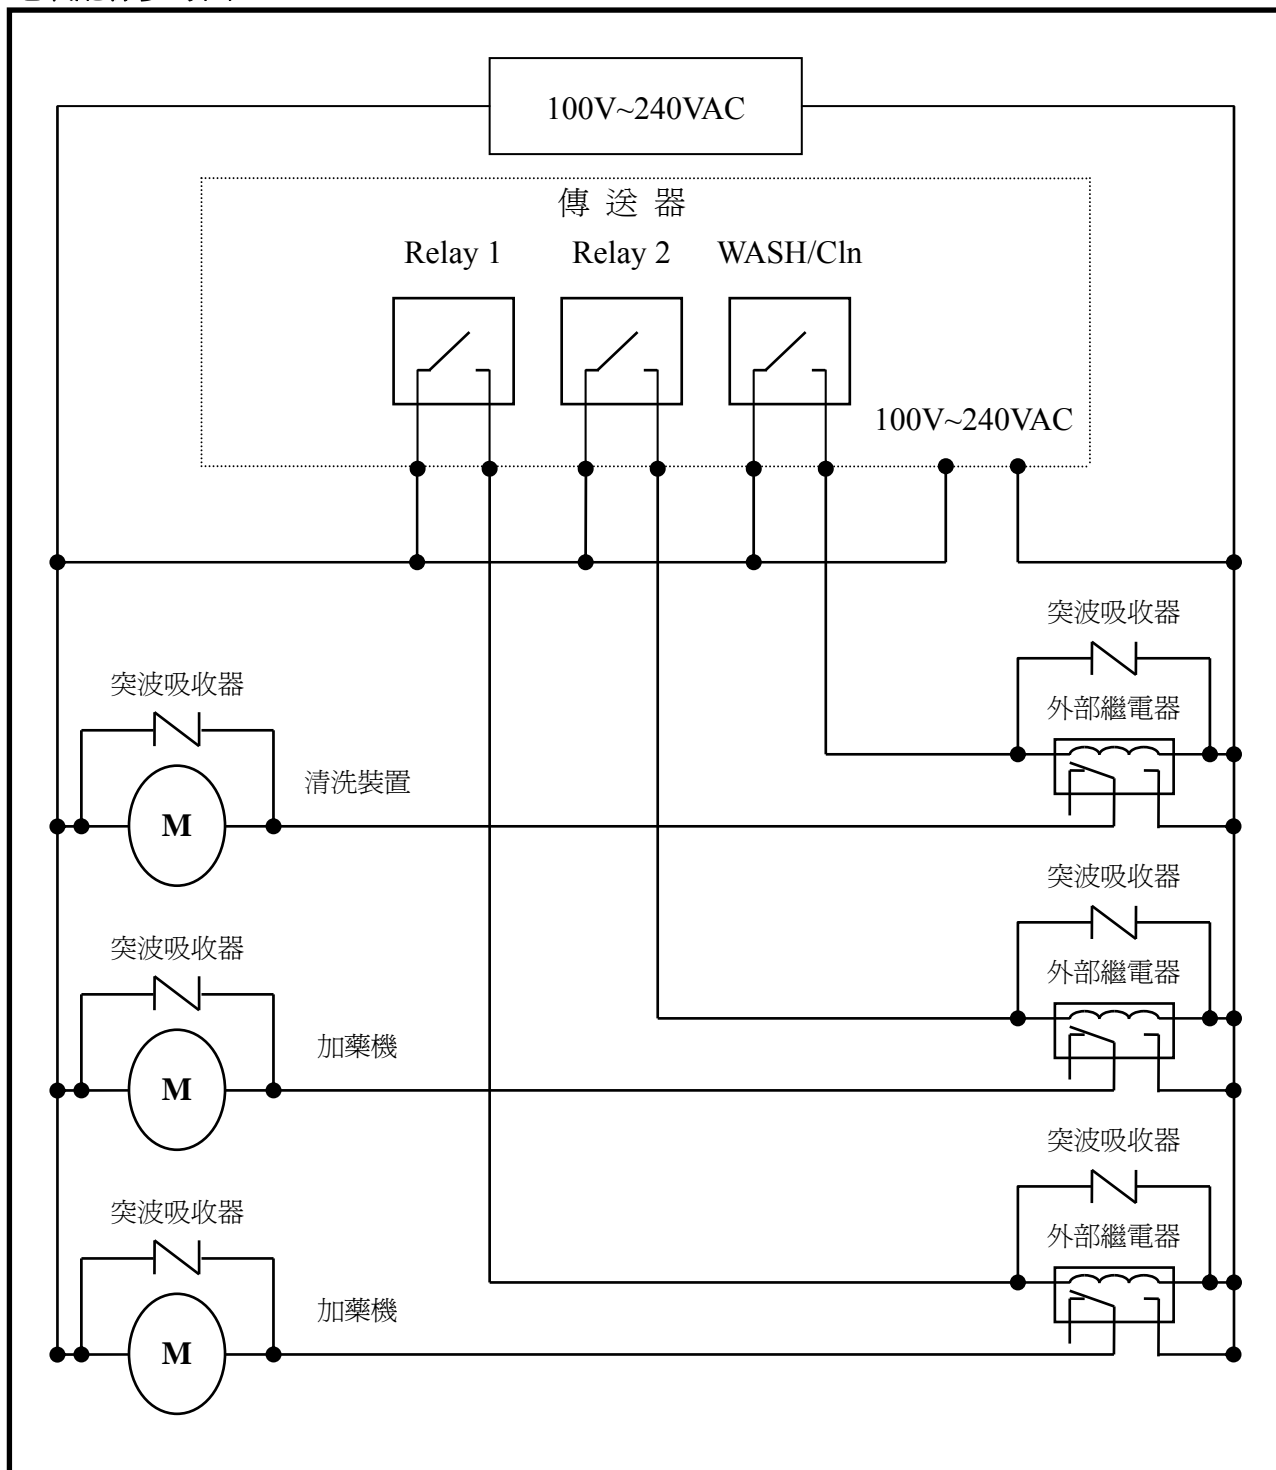 100V~240VAC
傳 送 器
Relay 1 Relay 2 WASH/Cln
100V~240VAC
突波吸收器
突波吸收器
外部繼電器
清洗裝置
M
突波吸收器
突波吸收器
外部繼電器
加藥機
M
突波吸收器
突波吸收器
外部繼電器
加藥機
M